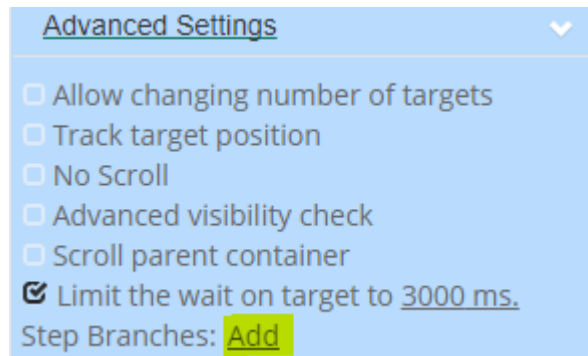 Advanced Settings
Allow changing number of targets
Track target position
No Scroll
Advanced visibility check
Scroll parent container
Limit the wait on target to 3000 ms.
Step Branches: Add